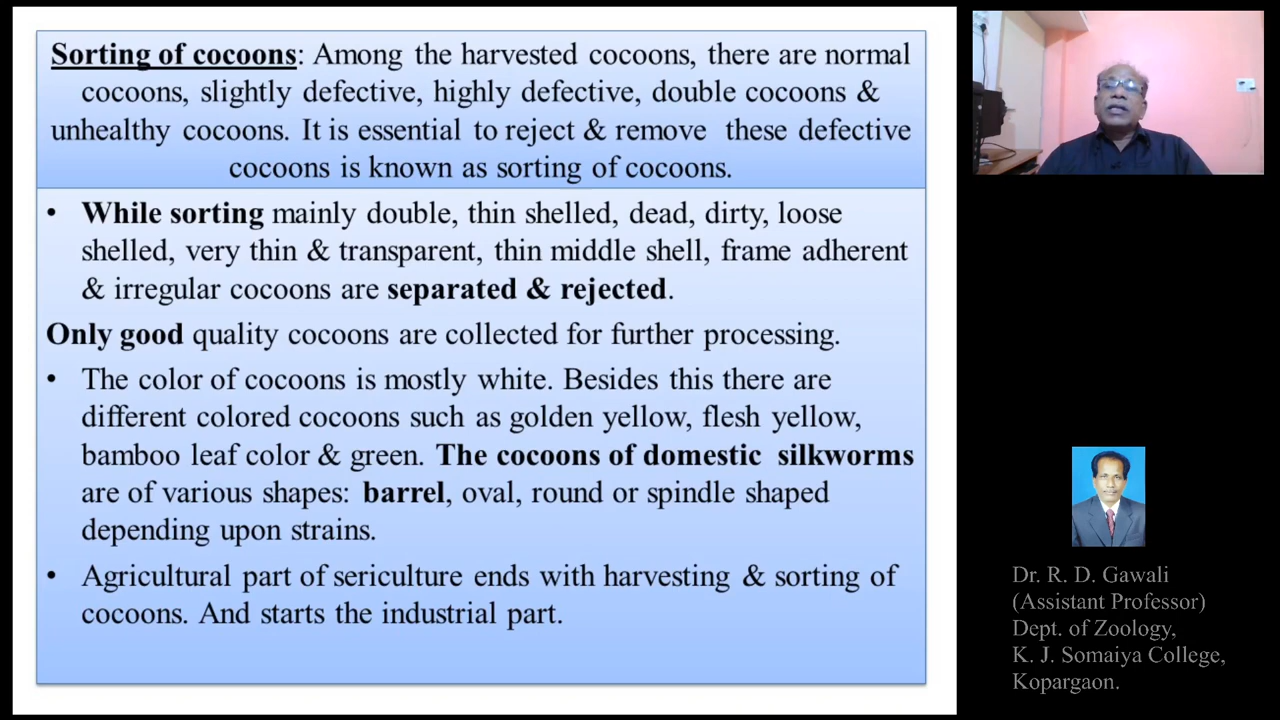 Sorting of cocoons: Among the harvested cocoons, there are normal
cocoons, slightly defective, highly defective, double cocoons &
unhealthy cocoons. It is essential to reject & remove these defective
cocoons is known as sorting of cocoons.
• While sorting mainly double, thin shelled, dead, dirty, loose
shelled, very thin & transparent, thin middle shell, frame adherent
& irregular cocoons are separated & rejected.
Only good quality cocoons are collected for further processing.
• The color of cocoons is mostly white. Besides this there are
different colored cocoons such as golden yellow, flesh yellow,
bamboo leaf color & green. The cocoons of domestic silkworms
are of various shapes: barrel, oval, round or spindle shaped
depending upon strains.
• Agricultural part of sericulture ends with harvesting & sorting of
cocoons. And starts the industrial part.
Dr. R. D. Gawali
(Assistant Professor)
Dept. of Zoology,
K. J. Somaiya College,
Kopargaon.